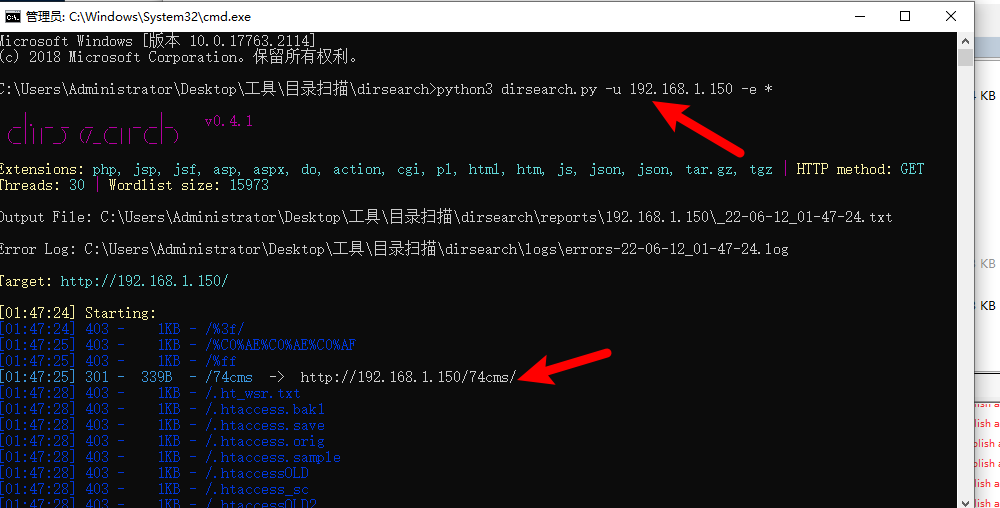 管理员: C:\Windows\System32\cmd.exe
Microsoft Windows [版本 10.0.17763.2114]
(c) 2018 Microsoft Corporation。保留所有权利。
C:\Users\Administrator\Desktop\工具\目录扫描\dirsearch>python3 dirsearch.py -u 192.168.1.150 -e *
dirsearch v0.4.1
Extensions: php, jsp, jsf, asp, aspx, do, action, cgi, pl, html, htm, js, json, json, tar.gz, tgz | HTTP method: GET
Threads: 30 | Wordlist size: 15973
Output File: C:\Users\Administrator\Desktop\工具\目录扫描\dirsearch\reports\192.168.1.150\_22-06-12_01-47-24.txt
Error Log: C:\Users\Administrator\Desktop\工具\目录扫描\dirsearch\logs\errors-22-06-12_01-47-24.log
Target: http://192.168.1.150/
[01:47:24] Starting:
[01:47:24] 403 - 1KB - /%3f/
[01:47:25] 403 - 1KB - /%C0%AE%C0%AE%C0%AF
[01:47:25] 403 - 1KB - /%ff
[01:47:25] 301 - 339B - /74cms -> http://192.168.1.150/74cms/
[01:47:28] 403 - 1KB - /.ht_wsr.txt
[01:47:28] 403 - 1KB - /.htaccess.bak1
[01:47:28] 403 - 1KB - /.htaccess.save
[01:47:28] 403 - 1KB - /.htaccess.orig
[01:47:28] 403 - 1KB - /.htaccess.sample
[01:47:28] 403 - 1KB - /.htaccessOLD
[01:47:28] 403 - 1KB - /.htaccess_sc
[01:47:28] 403 - 1KB - /.htaccessOLD2
KB
KB
KB